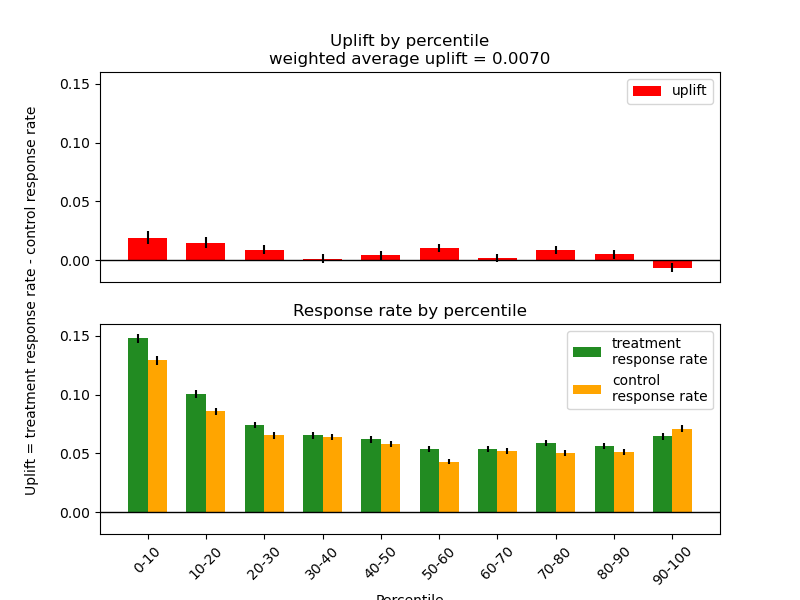 Uplift by percentile
weighted average uplift = 0.0070
0.15
0.10
0.05
0.00
uplift
Uplift = treatment response rate - control response rate
Response rate by percentile
0.15
0.10
0.05
0.00
treatment
response rate
control
response rate
0-10
10-20
20-30
30-40
40-50
50-60
60-70
70-80
80-90
90-100
Percentile